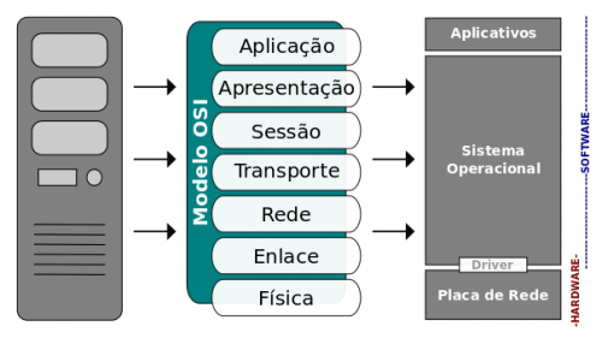 Modelo OSI
Aplicação
Apresentação
Sessão
Transporte
Rede
Enlace
Física
Aplicativos
Sistema
Operacional
Driver
Placa de Rede
SOFTWARE
-HARDWARE-